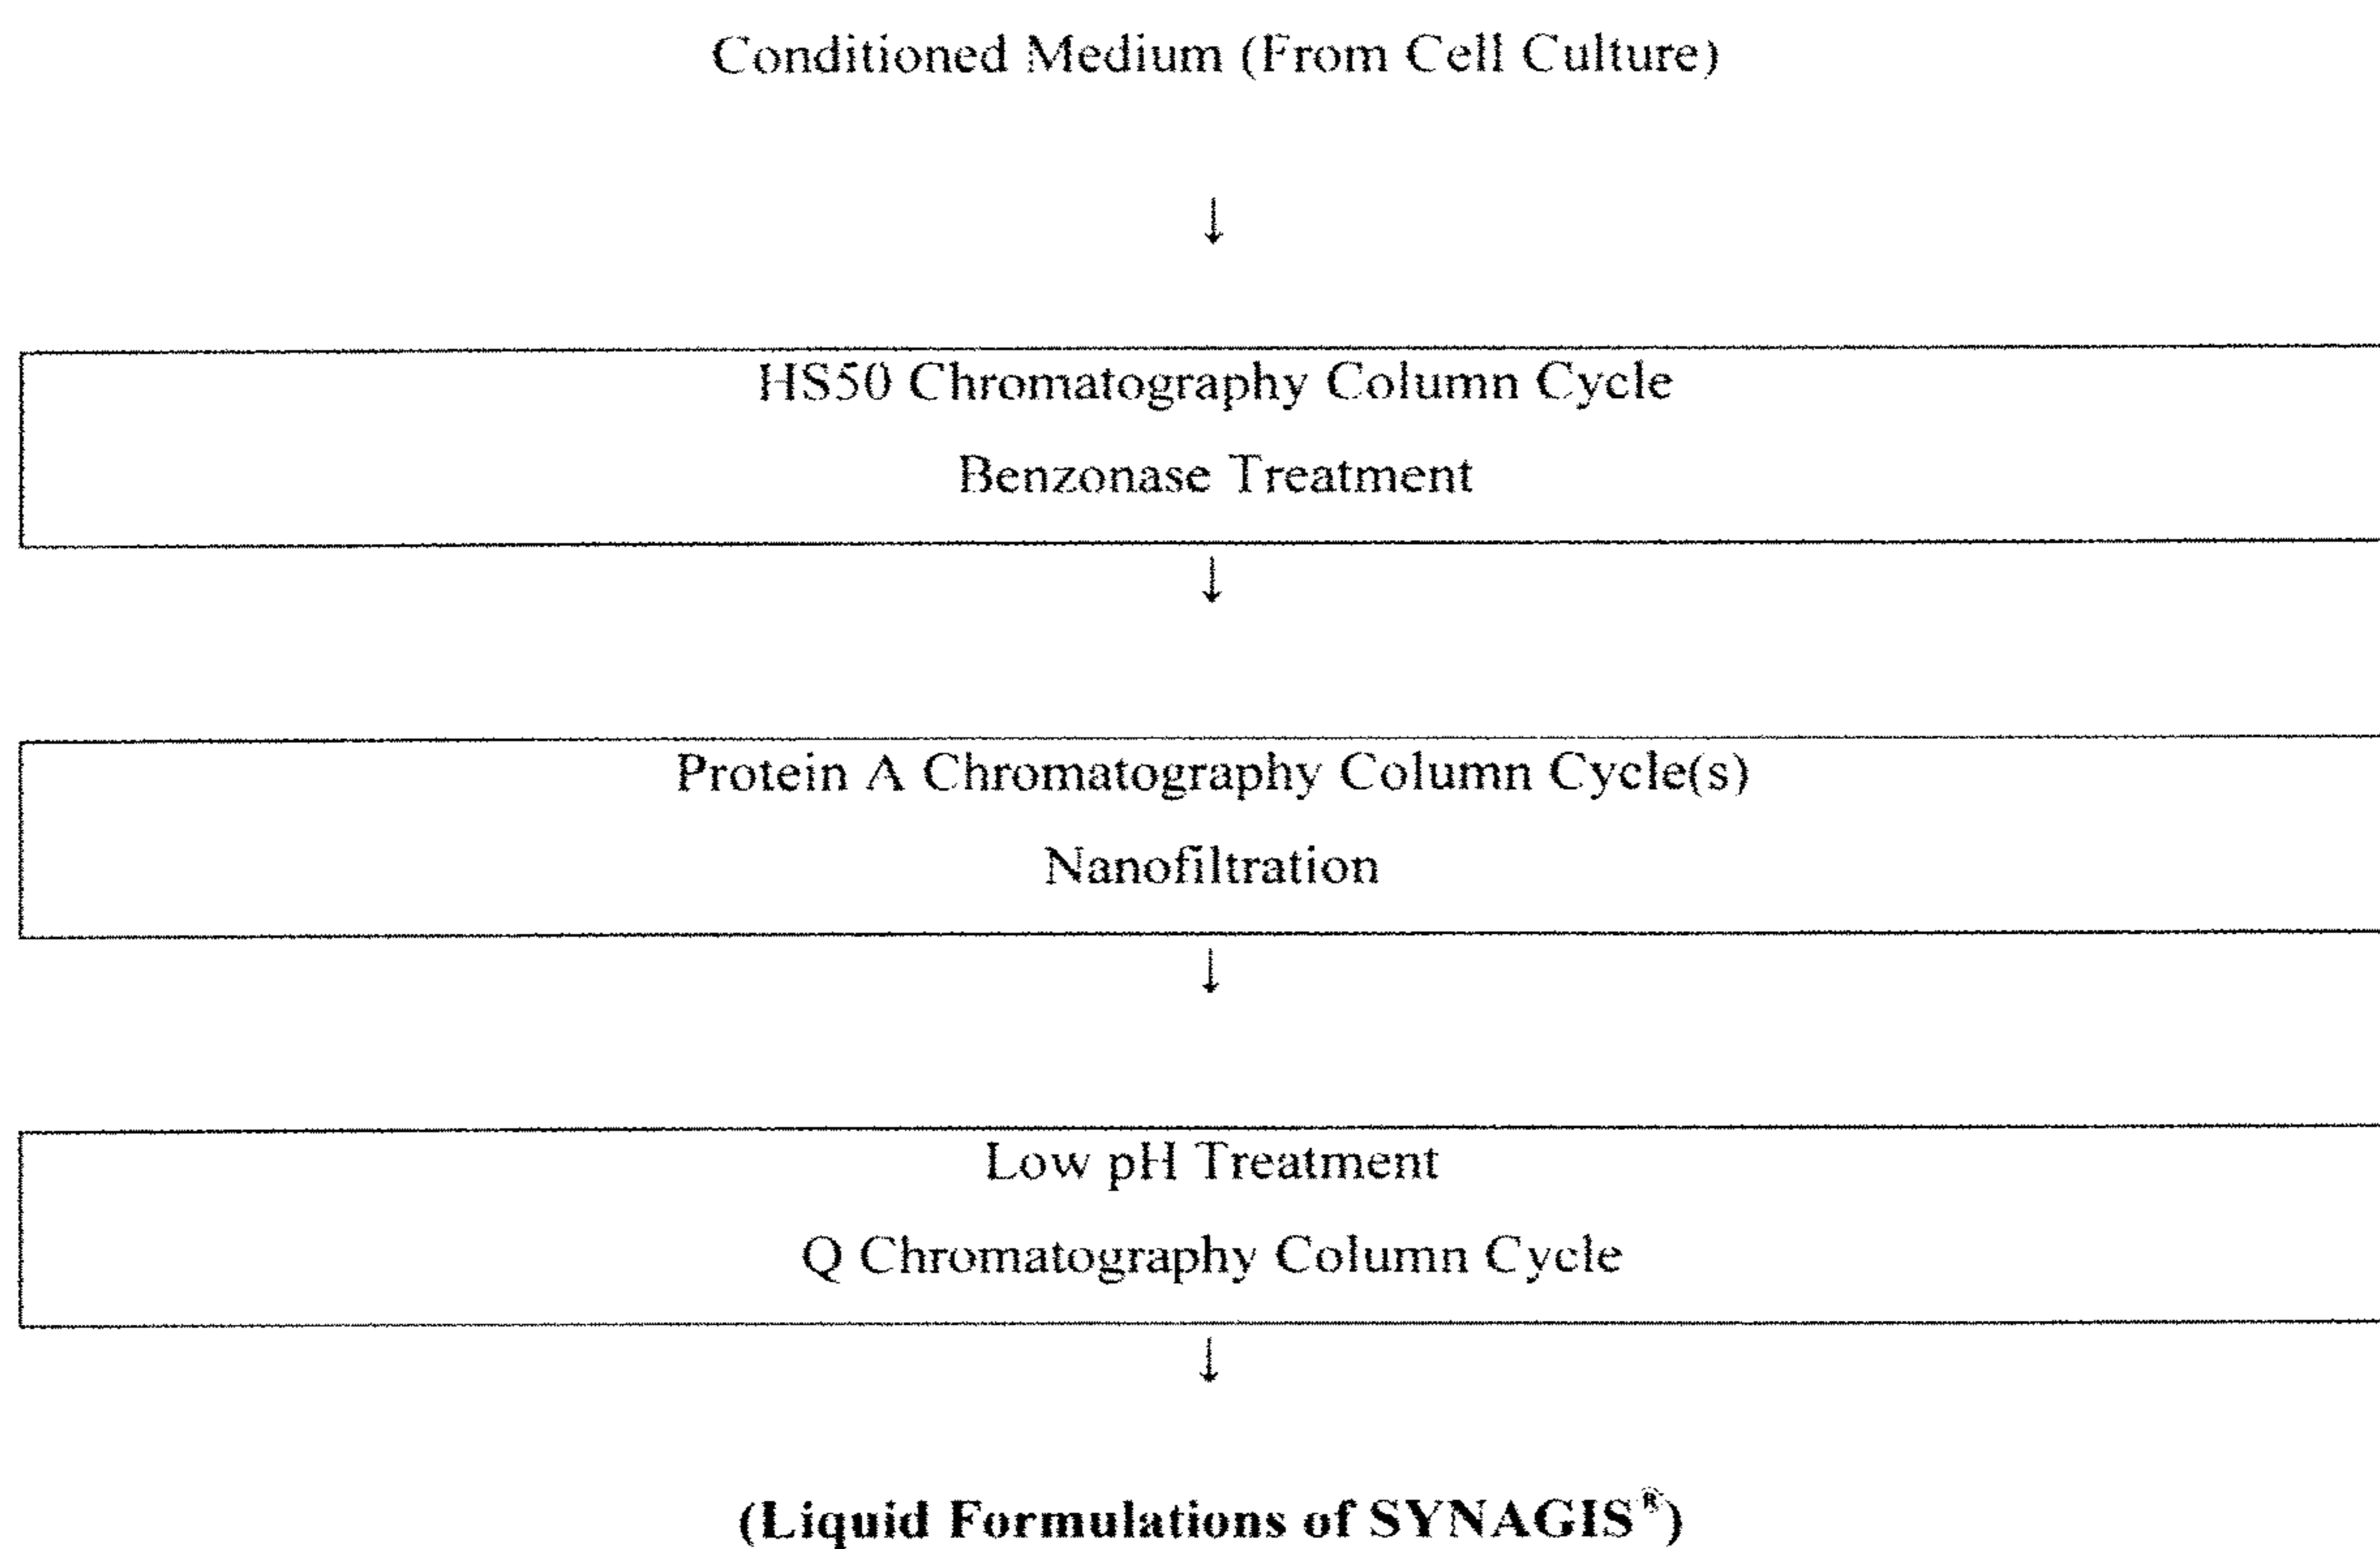 Conditioned Medium (From Cell Culture)
↓
HS50 Chromatography Column Cycle
Benzonase Treatment
↓
Protein A Chromatography Column Cycle(s)
Nanofiltration
↓
Low pH Treatment
Q Chromatography Column Cycle
↓
(Liquid Formulations of SYNAGIS®)